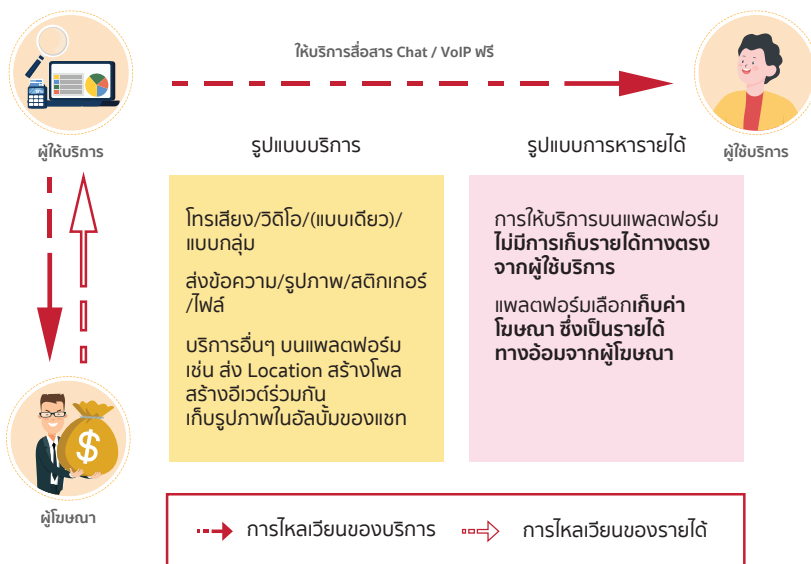 ให้บริการสื่อสาร Chat / VoIP ฟรี
ผู้ให้บริการ
ผู้ใช้บริการ
รูปแบบบริการ
รูปแบบการหารายได้
โทรเสียง/วิดิโอ/(แบบเดียว)/
แบบกลุ่ม
ส่งข้อความ/รูปภาพ/สติกเกอร์
/ไฟล์
บริการอื่นๆ บนแพลตฟอร์ม
เช่น ส่ง Location สร้างโพล
สร้างอีเวต์ร่วมกัน
เก็บรูปภาพในอัลบั้มของแชท
การให้บริการบนแพลตฟอร์ม
ไม่มีการเก็บรายได้ทางตรง
จากผู้ใช้บริการ
แพลตฟอร์มเลือกเก็บค่า
โฆษณา ซึ่งเป็นรายได้
ทางอ้อมจากผู้โฆษณา
$
ผู้โฆษณา
การไหลเวียนของบริการ
การไหลเวียนของรายได้